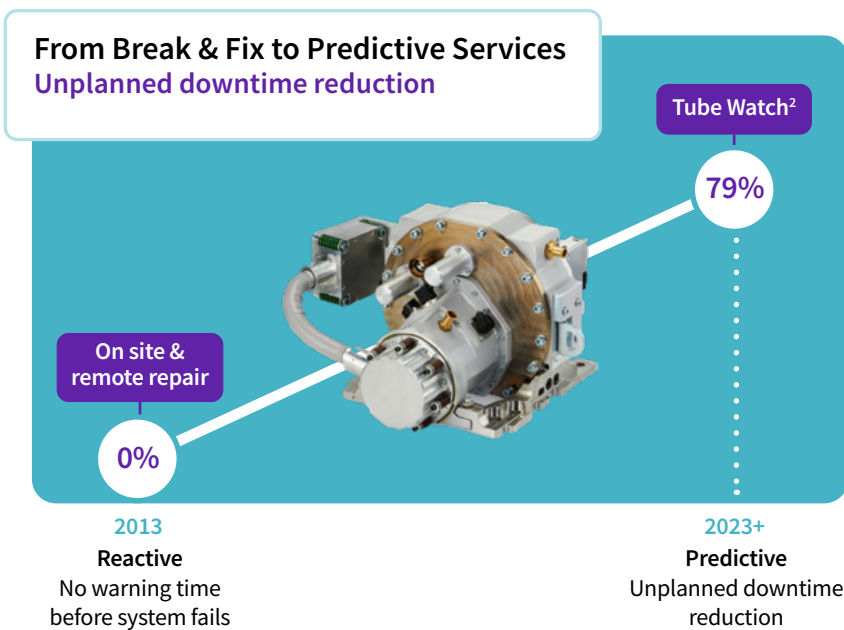 From Break & Fix to Predictive Services
Unplanned downtime reduction
Tube Watch²
79%
On site &
remote repair
0%
2013
Reactive
No warning time
before system fails
2023+
Predictive
Unplanned downtime
reduction